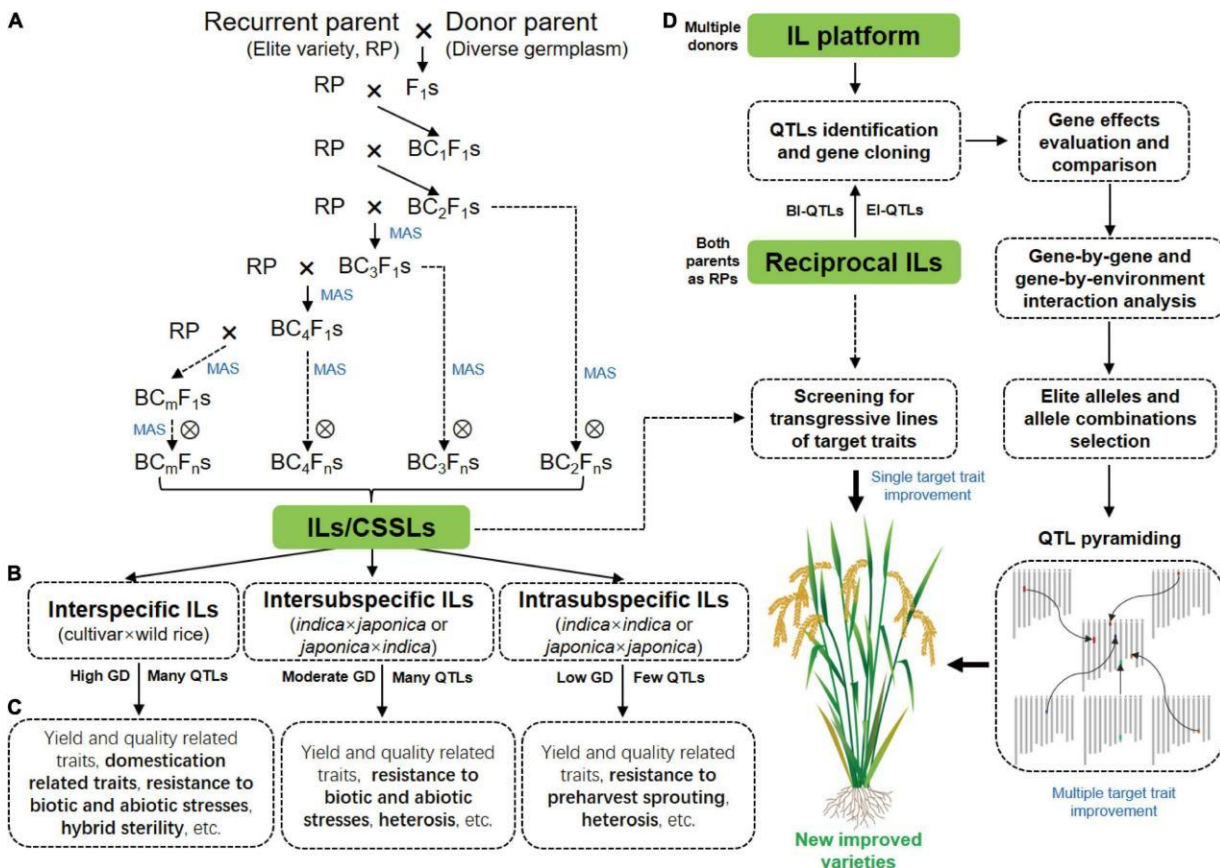 A
Recurrent parent × Donor parent
(Elite variety, RP) (Diverse germplasm)
RP × F₁s
RP × BC₁F₁s
RP × BC₂F₁s
MAS
RP × BC₃F₁s
MAS
RP × BC₄F₁s
MAS MAS MAS MAS
BCₘF₁s
MAS
BCₘFₙs BC₄Fₙs BC₃Fₙs BC₂Fₙs
ILs/CSSLs
B
Interspecific ILs
(cultivar×wild rice)
Intersubspecific ILs
(indica×japonica or
japonica×indica)
Intrasubspecific ILs
(indica×indica or
japonica×japonica)
High GD Many QTLs
Moderate GD Many QTLs
Low GD Few QTLs
C
Yield and quality related
traits, domestication
related traits, resistance to
biotic and abiotic stresses,
hybrid sterility, etc.
Yield and quality related
traits, resistance to
biotic and abiotic
stresses, heterosis, etc.
Yield and quality related
traits, resistance to
preharvest sprouting,
heterosis, etc.
D
Multiple
donors
IL platform
QTLs identification
and gene cloning
Gene effects
evaluation and
comparison
BI-QTLs EI-QTLs
Both
parents
as RPs
Reciprocal ILs
Gene-by-gene and
gene-by-environment
interaction analysis
Screening for
transgressive lines
of target traits
Elite alleles and
allele combinations
selection
Single target trait
improvement
QTL pyramiding
Multiple target trait
improvement
New improved
varieties